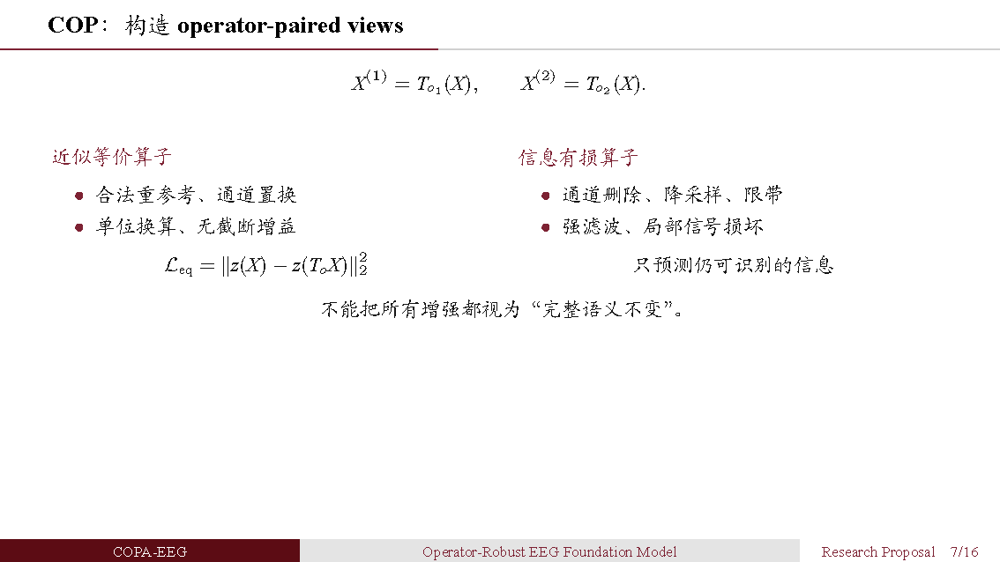 COP：构造 operator-paired views
X^{(1)} = T_{o_1}(X),  X^{(2)} = T_{o_2}(X).
近似等价算子
• 合法重参考、通道置换
• 单位换算、无截断增益
ℒ_{eq} = ‖z(X) − z(T_oX)‖_2^2
信息有损算子
• 通道删除、降采样、限带
• 强滤波、局部信号损坏
只预测仍可识别的信息
不能把所有增强都视为“完整语义不变”。
COPA-EEG
Operator-Robust EEG Foundation Model
Research Proposal 7/16